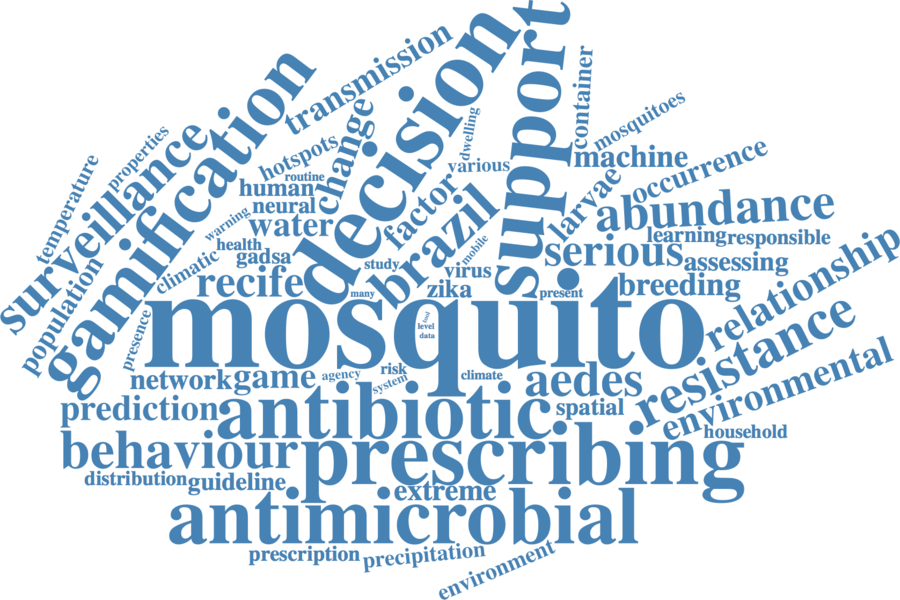 support
decision
transmission
container
gamification
mosquitoes
change
dwelling
surveillance
properties
hotspots
various
machine
occurrence
temperature
routine
human
factor
brazil
larvae
abundance
neural
warning
water
learning
responsible
health
gadsa
mobile
serious
assessing
relationship
population
climatic
study
virus
recife
zika
breeding
many
present
mosquito
presence
tool
level
data
resistance
network
game
agency
risk
system
climate
aedes
environmental
prediction
antibiotic
spatial
household
behaviour
prescribing
distribution
guideline
extreme
antimicrobial
prescription
precipitation
environment